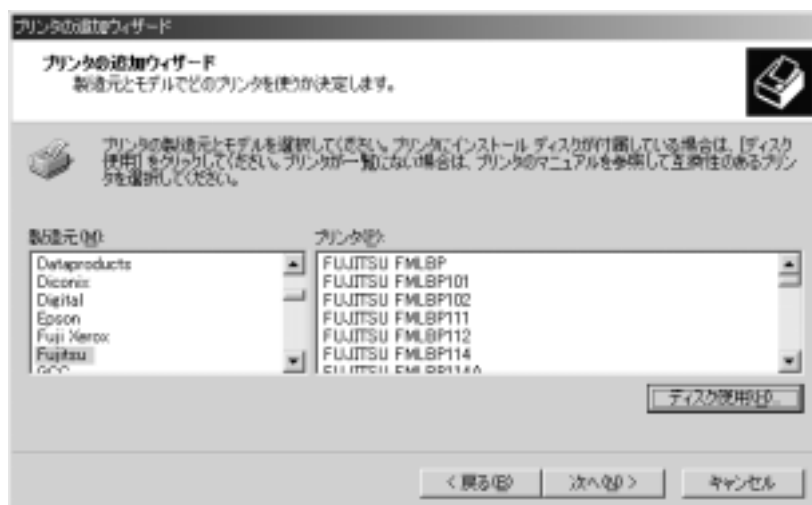 プリンタの追加ウィザード
プリンタの追加ウィザード
製造元とモデルでどのプリンタを使うか決定します。
プリンタの製造元とモデルを選択してください。プリンタにインストール ディスクが付属している場合は、[ディスク
使用] をクリックしてください。プリンタが一覧にない場合は、プリンタのマニュアルを参照して互換性のあるプリン
タを選択してください。
製造元(M):
Dataproducts
Diconix
Digital
Epson
Fuji Xerox
Fujitsu
GCC
プリンタ(P):
FUJITSU FMLBP
FUJITSU FMLBP101
FUJITSU FMLBP102
FUJITSU FMLBP111
FUJITSU FMLBP112
FUJITSU FMLBP114
FUJITSU FMLBP114A
ディスク使用(H)...
< 戻る(B)
次へ(N) >
キャンセル